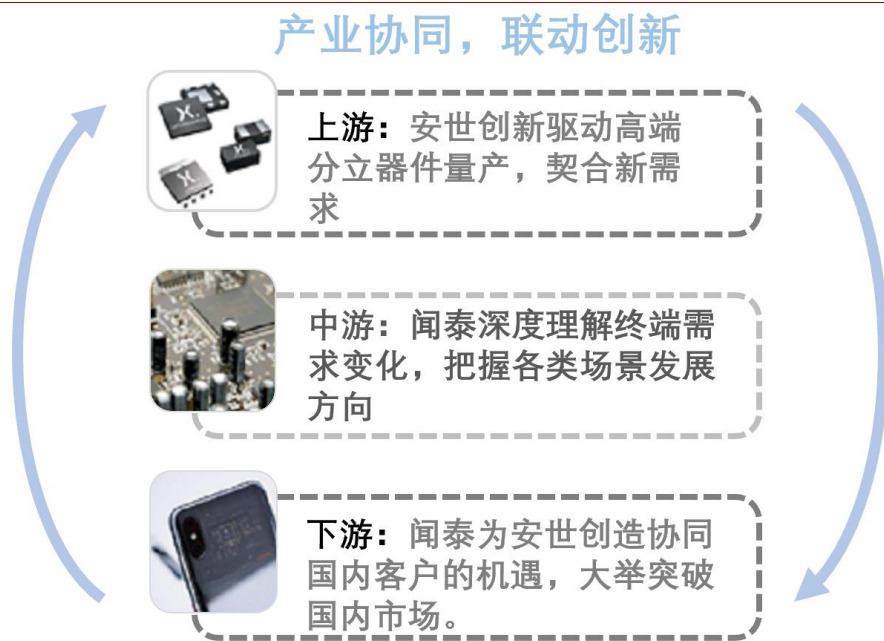 产业协同，联动创新
上游：安世创新驱动高端
分立器件量产，契合新需
求
中游：闻泰深度理解终端需
求变化，把握各类场景发展
方向
下游：闻泰为安世创造协同
国内客户的机遇，大举突破
国内市场。